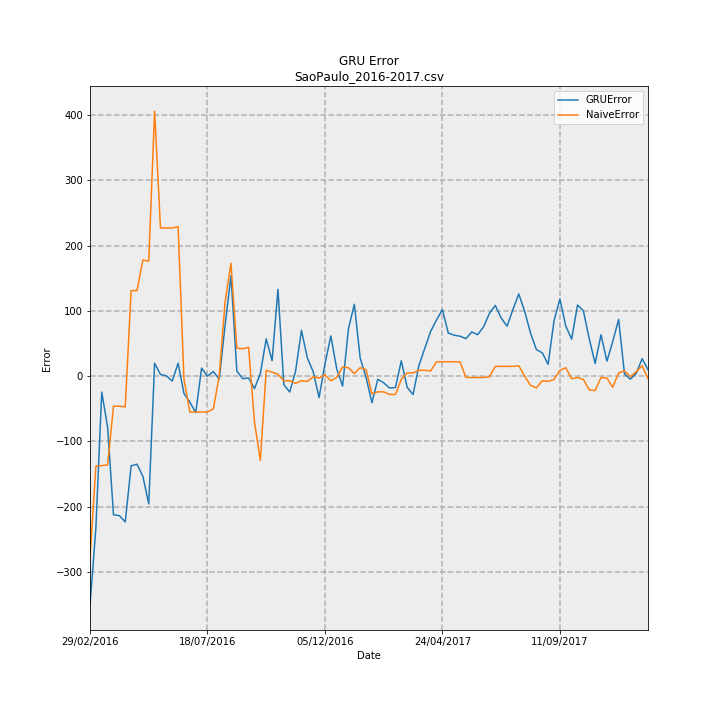 GRU Error
SaoPaulo_2016-2017.csv
GRUError
NaiveError
400
300
200
100
0
−100
−200
−300
Error
29/02/2016
18/07/2016
05/12/2016
24/04/2017
11/09/2017
Date